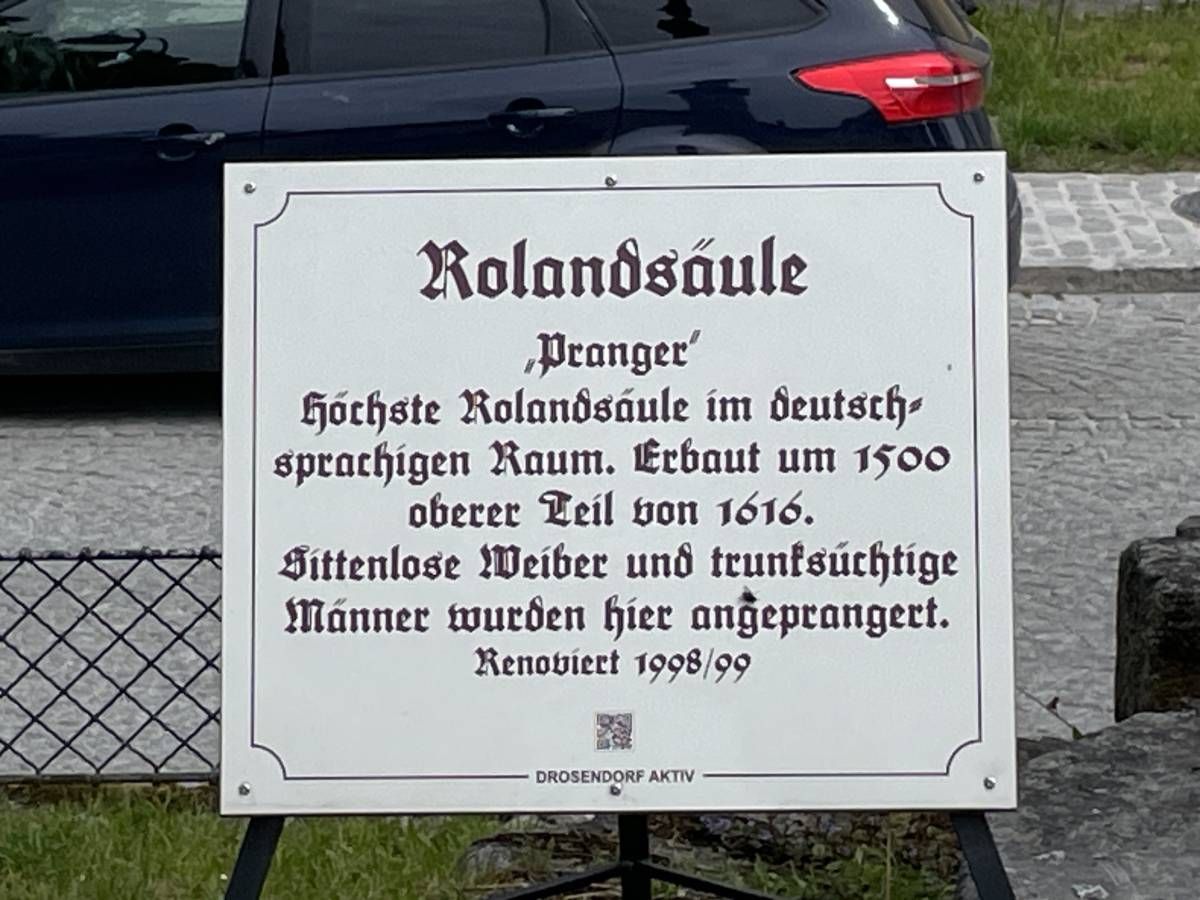 Rolandsäule
„Pranger"
Höchste Rolandsäule im deutsch-
sprachigen Raum. Erbaut um 1500
oberer Teil von 1616.
Sittenlose Weiber und trunksüchtige
Männer wurden hier angeprangert.
Renoviert 1998/99
DROSENDORF AKTIV